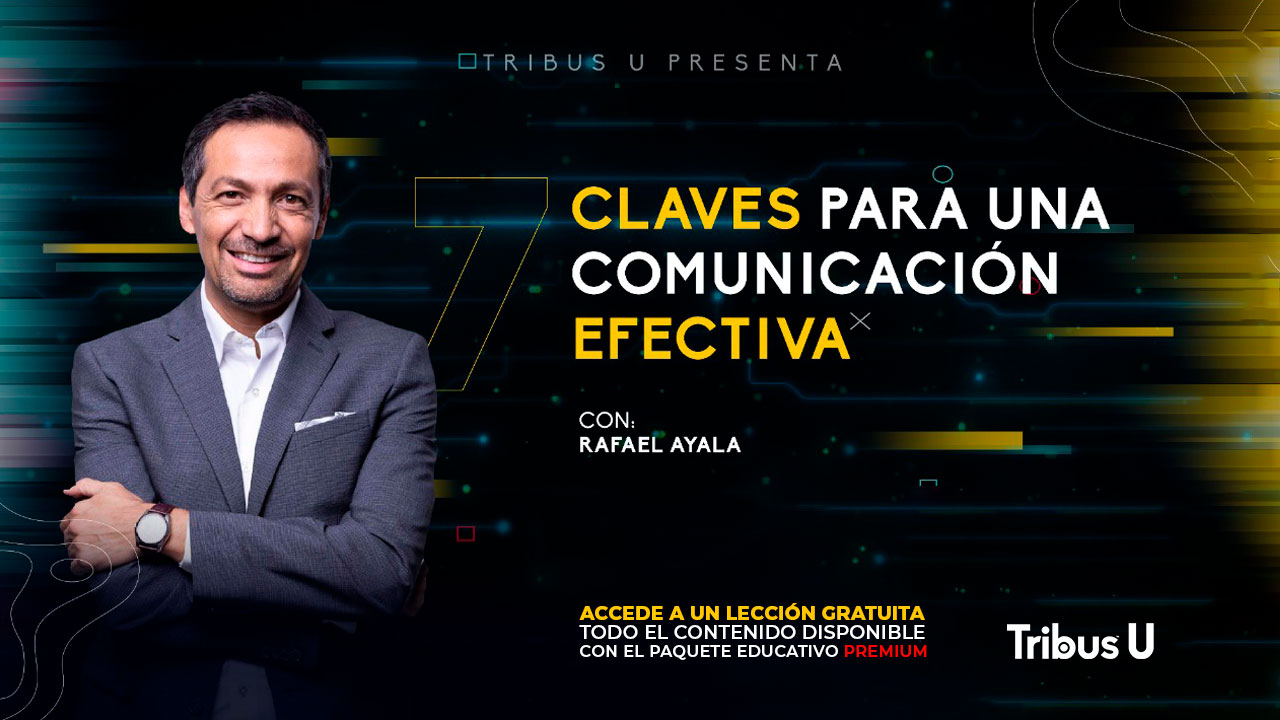 TRIBUS U PRESENTA
7
CLAVES PARA UNA
COMUNICACIÓN
EFECTIVA
CON:
RAFAEL AYALA
ACCEDE A UN LECCIÓN GRATUITA
TODO EL CONTENIDO DISPONIBLE
CON EL PAQUETE EDUCATIVO PREMIUM
Tribus U